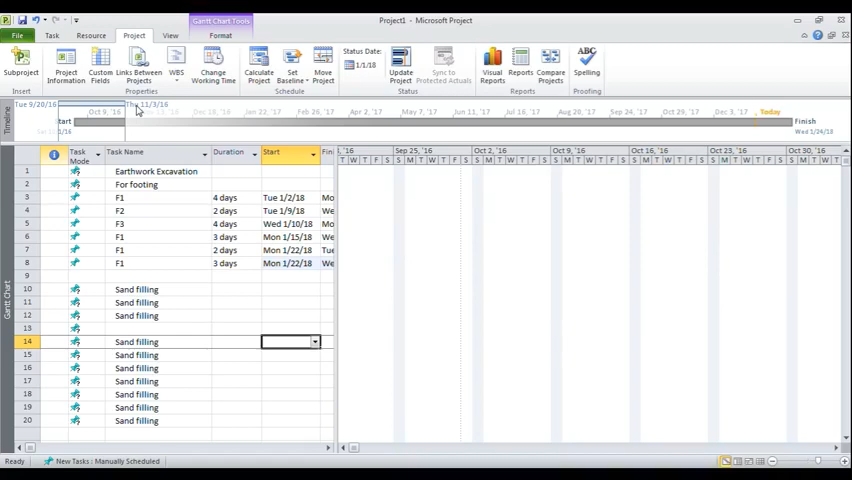 Gantt Chart Tools
Project1 - Microsoft Project
File Task Resource Project View Format
Subproject
Project Information
Custom Fields
Links Between Projects
WBS
Change Working Time
Calculate Project
Set Baseline
Move Project
Status Date:
1/1/18
Update Project
Sync to Protected Actuals
Visual Reports
Reports
Compare Projects
Spelling
Insert Properties Schedule Status Reports Proofing
Tue 9/20/16 Thu 11/3/16
Oct 9, '16 Dec 18, '16 Jan 22, '17 Feb 26, '17 Apr 2, '17 May 7, '17 Jun 11, '17 Jul 16, '17 Aug 20, '17 Sep 24, '17 Oct 29, '17 Dec 3, '17 Today
Start Finish
Wed 1/24/18
Timeline
Task Mode Task Name Duration Start Fin
Sep 25, '16 Oct 2, '16 Oct 9, '16 Oct 16, '16 Oct 23, '16 Oct 30, '16
T W T F S S M T W T F S S M T W T F S S M T W T F S S M T W T F S S M T W T F S S M T W
1 Earthwork Excavation
2 For footing
3 F1 4 days Tue 1/2/18 Mo
4 F2 2 days Tue 1/9/18 We
5 F3 4 days Wed 1/10/18 Mo
6 F1 3 days Mon 1/15/18 We
7 F1 2 days Mon 1/22/18 Tue
8 F1 3 days Mon 1/22/18 We
9
10 Sand filling
11 Sand filling
12 Sand filling
13
14 Sand filling
15 Sand filling
16 Sand filling
17 Sand filling
18 Sand filling
19 Sand filling
20 Sand filling
Gantt Chart
Ready New Tasks : Manually Scheduled